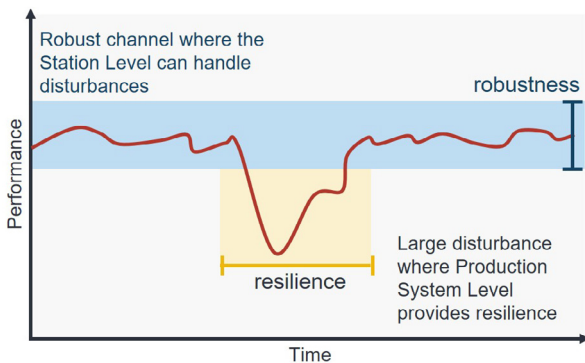 Robust channel where the
Station Level can handle
disturbances
robustness
Performance
resilience
Large disturbance
where Production
System Level
provides resilience
Time